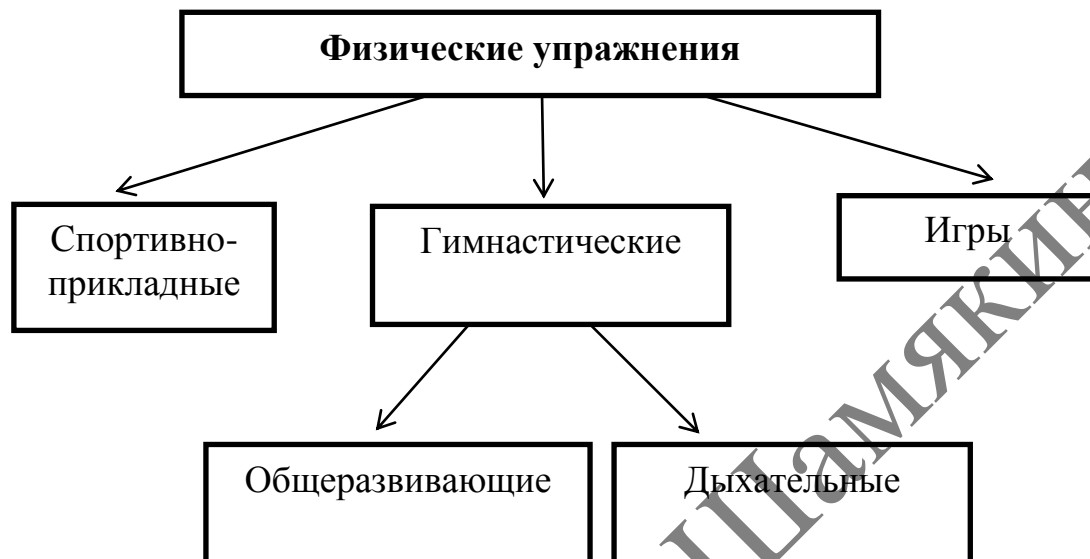 Физические упражнения
Спортивно-
прикладные
Гимнастические
Игры
Общеразвивающие
Дыхательные